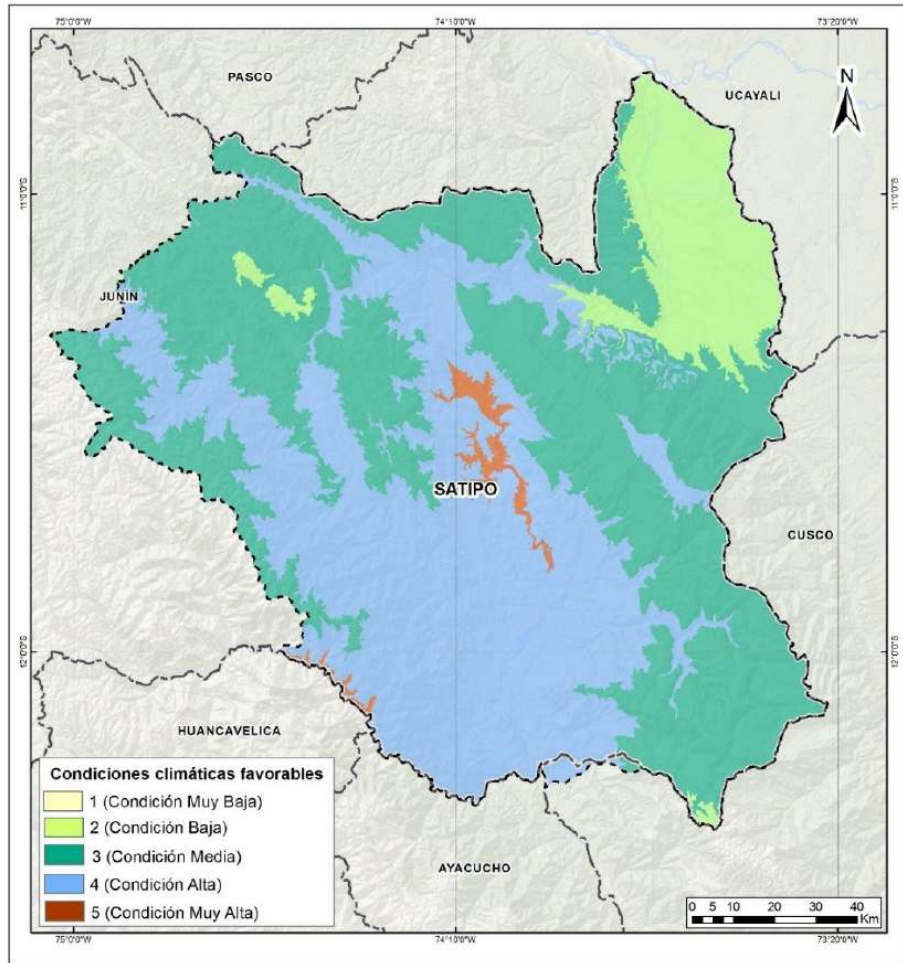 75°0'0"W
74°10'0"W
73°20'0"W
PASCO
UCAYALI
N
11°0'0"S
11°0'0"S
JUNÍN
SATIPO
CUSCO
12°0'0"S
12°0'0"S
HUANCAVELICA
Condiciones climáticas favorables
1 (Condición Muy Baja)
2 (Condición Baja)
3 (Condición Media)
4 (Condición Alta)
5 (Condición Muy Alta)
AYACUCHO
0 5 10 20 30 40
Km
75°0'0"W
74°10'0"W
73°20'0"W